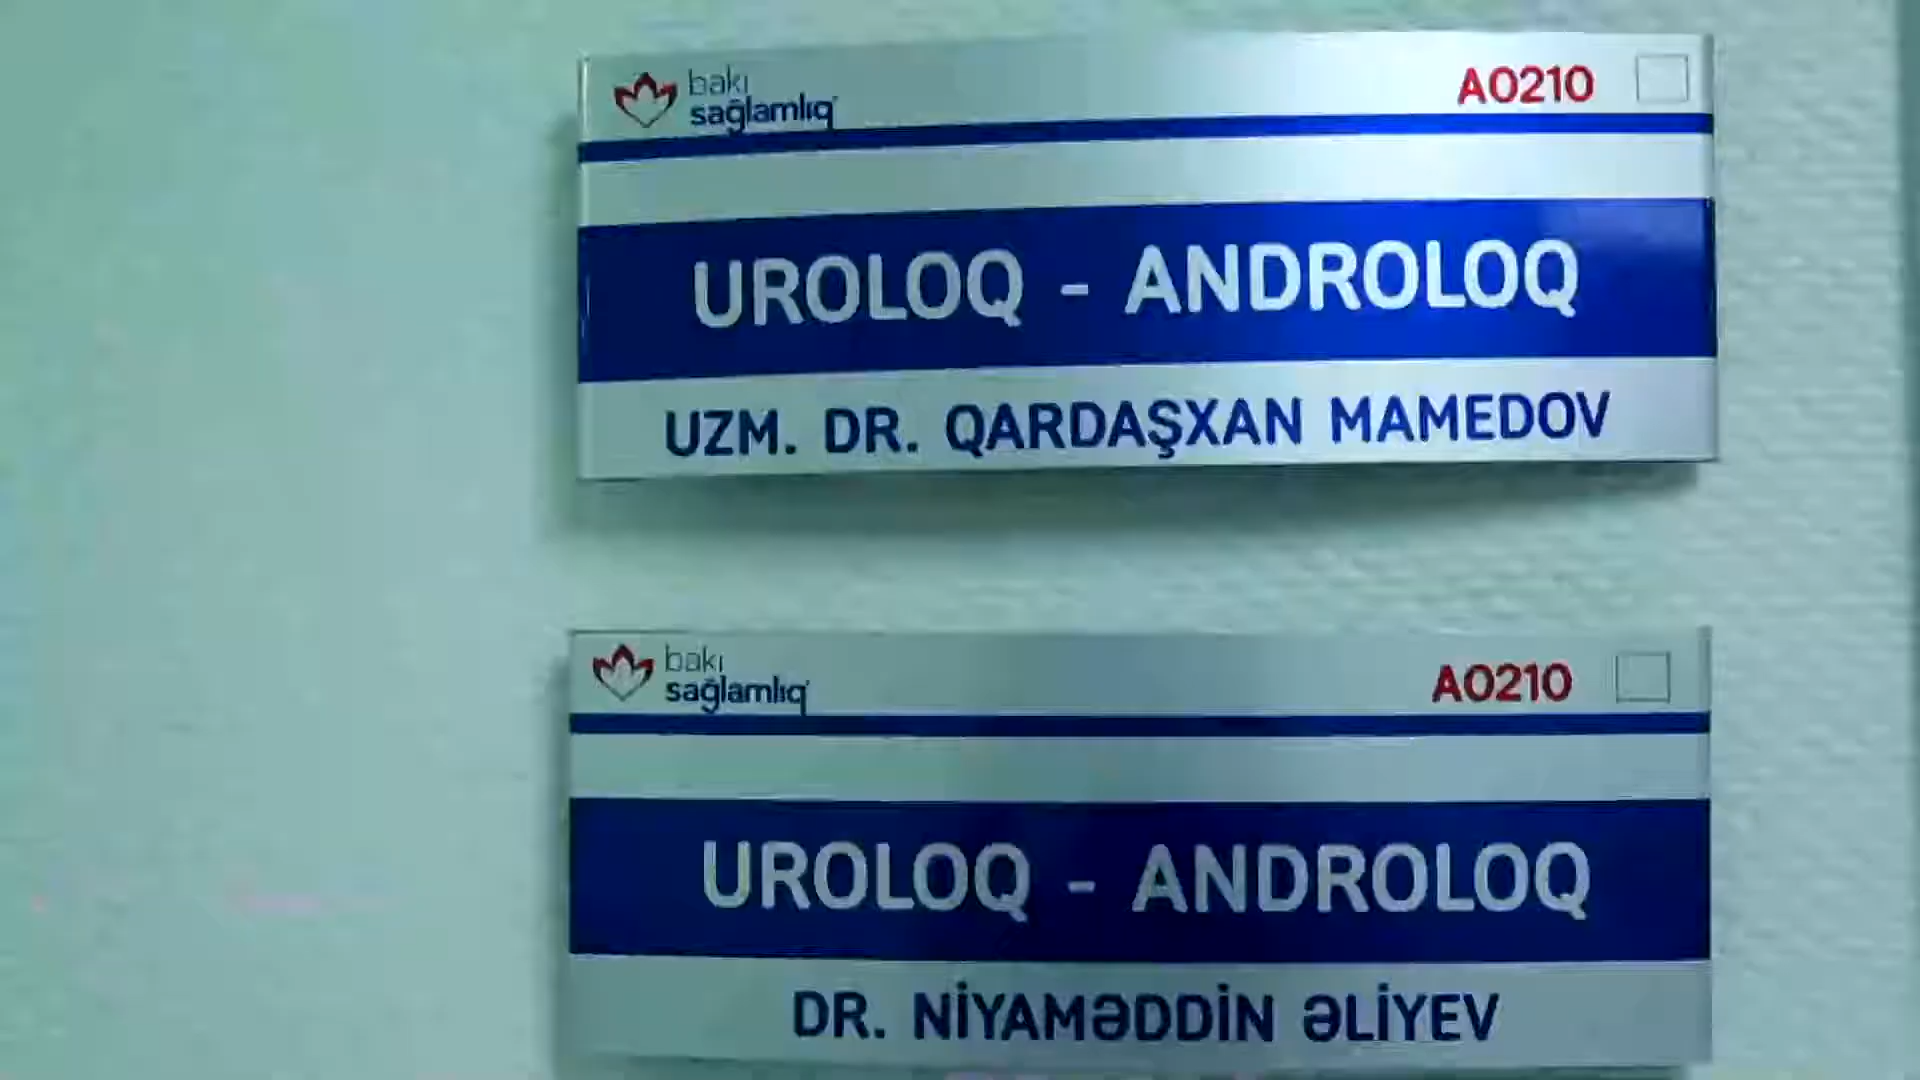 bakı
sağlamlıq
A0210
UROLOQ - ANDROLOQ
UZM. DR. QARDAŞXAN MAMEDOV
bakı
sağlamlıq
A0210
UROLOQ - ANDROLOQ
DR. NİYAMƏDDİN ƏLİYEV